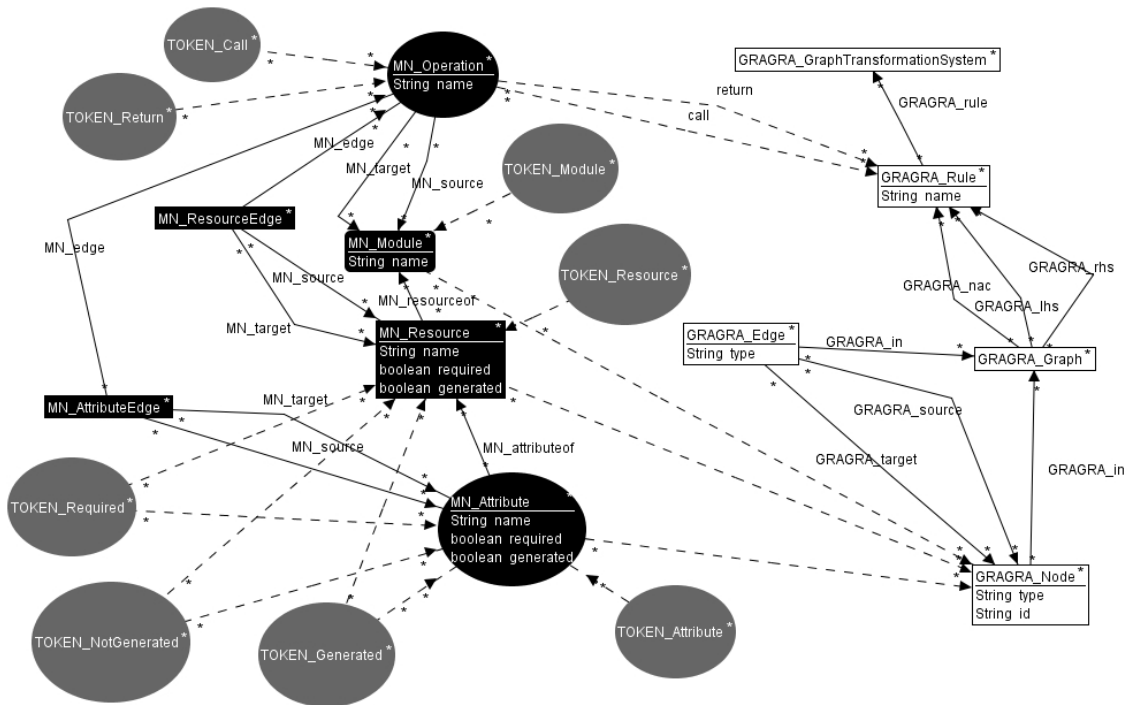 TOKEN_Call *
MN_Operation *
String name
GRAGRA_GraphTransformationSystem *
return
call
GRAGRA_rule
TOKEN_Return *
MN_edge
MN_target
MN_source
TOKEN_Module *
GRAGRA_Rule *
String name
MN_ResourceEdge *
MN_edge
MN_Module *
String name
MN_source
MN_resourceof
MN_target
TOKEN_Resource *
GRAGRA_nac
GRAGRA_lhs
GRAGRA_rhs
MN_Resource *
String name
boolean required
boolean generated
GRAGRA_Edge *
String type
GRAGRA_in
GRAGRA_Graph *
MN_AttributeEdge *
MN_target
MN_source
MN_attributeof
GRAGRA_source
GRAGRA_target
GRAGRA_in
TOKEN_Required *
MN_Attribute *
String name
boolean required
boolean generated
GRAGRA_Node *
String type
String id
TOKEN_NotGenerated *
TOKEN_Generated *
TOKEN_Attribute *